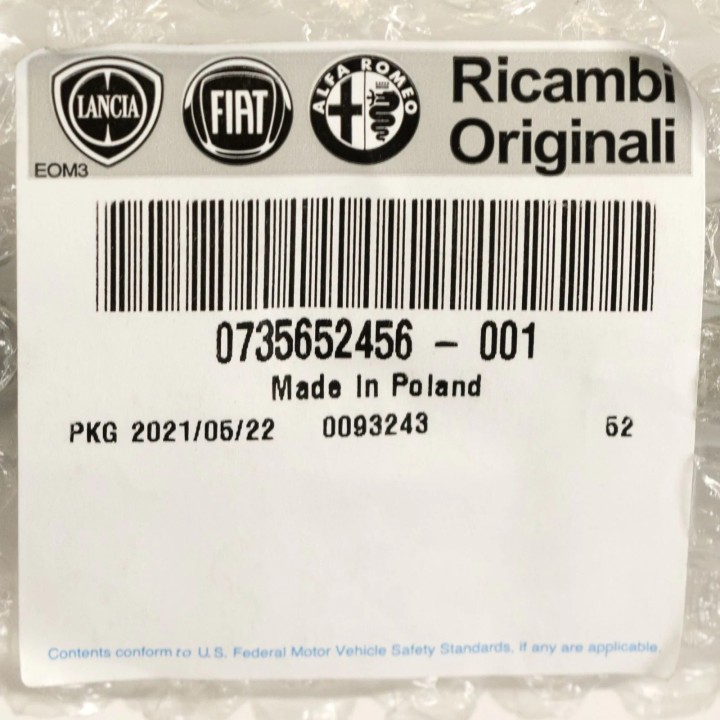 LANCIA FIAT ALFA ROMEO Ricambi
Originali
EOM3
0735652456 - 001
Made In Poland
PKG 2021/05/22 0093243 52
Contents conform to U.S. Federal Motor Vehicle Safety Standards, if any are applicable.